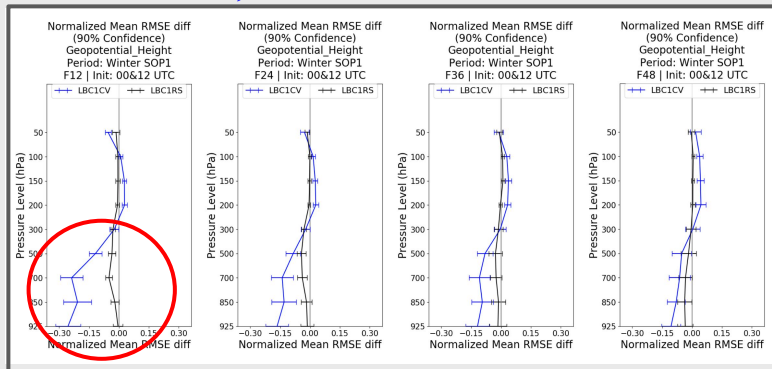 Normalized Mean RMSE diff
(90% Confidence)
Geopotential_Height
Period: Winter SOP1
F12 | Init: 00&12 UTC
LBC1CV LBC1RS
Pressure Level (hPa)
50
100
150
200
300
500
700
850
925
−0.30 −0.15 0.00 0.15 0.30
Normalized Mean RMSE diff
Normalized Mean RMSE diff
(90% Confidence)
Geopotential_Height
Period: Winter SOP1
F24 | Init: 00&12 UTC
LBC1CV LBC1RS
Pressure Level (hPa)
50
100
150
200
300
500
700
850
925
−0.30 −0.15 0.00 0.15 0.30
Normalized Mean RMSE diff
Normalized Mean RMSE diff
(90% Confidence)
Geopotential_Height
Period: Winter SOP1
F36 | Init: 00&12 UTC
LBC1CV LBC1RS
Pressure Level (hPa)
50
100
150
200
300
500
700
850
925
−0.30 −0.15 0.00 0.15 0.30
Normalized Mean RMSE diff
Normalized Mean RMSE diff
(90% Confidence)
Geopotential_Height
Period: Winter SOP1
F48 | Init: 00&12 UTC
LBC1CV LBC1RS
Pressure Level (hPa)
50
100
150
200
300
500
700
850
925
−0.30 −0.15 0.00 0.15 0.30
Normalized Mean RMSE diff